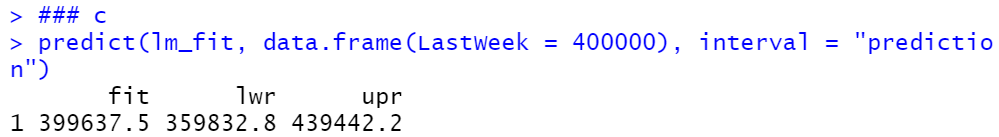 > ### c
> predict(lm_fit, data.frame(LastWeek = 400000), interval = "predictio
n")
       fit      lwr      upr
1 399637.5 359832.8 439442.2